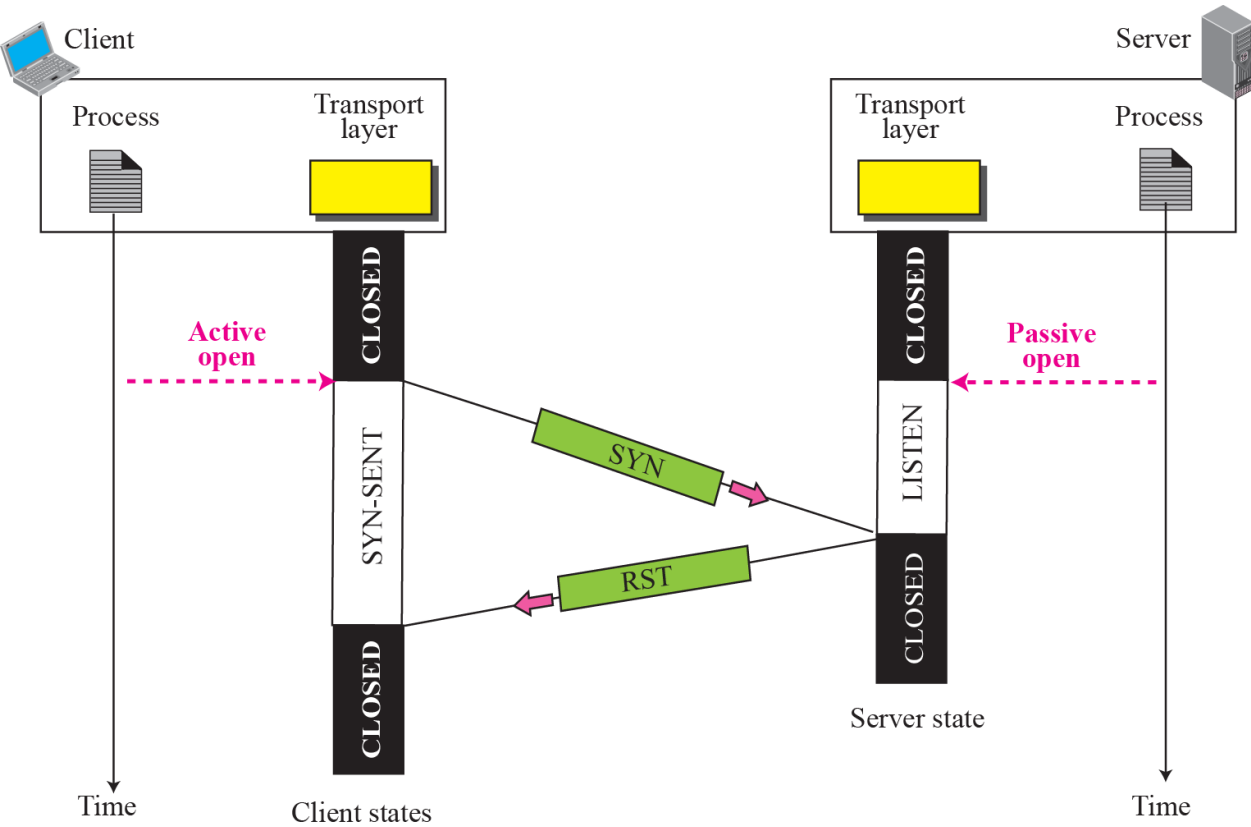 Client
Server
Process
Transport
layer
Transport
layer
Process
CLOSED
CLOSED
Active
open
Passive
open
SYN-SENT
SYN
LISTEN
RST
CLOSED
CLOSED
Server state
Time
Client states
Time